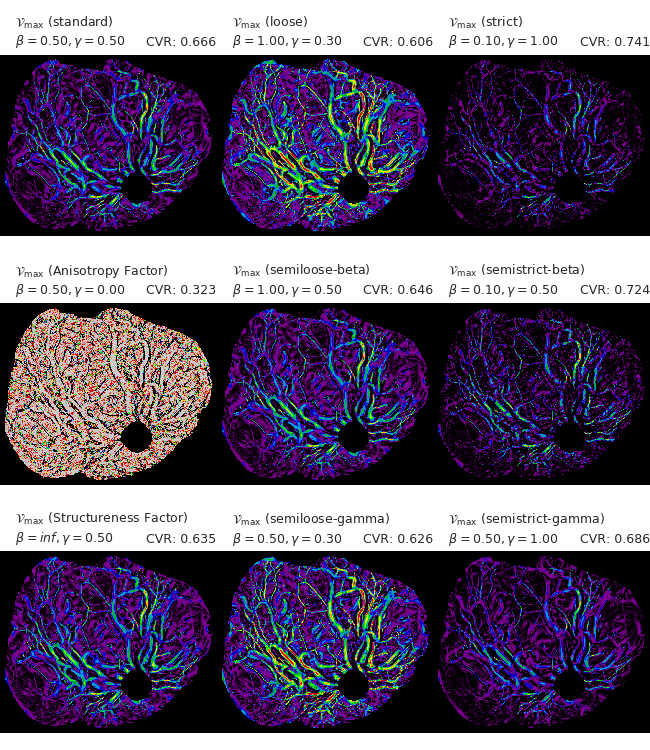 𝒱max (standard)
β = 0.50, γ = 0.50 CVR: 0.666
𝒱max (loose)
β = 1.00, γ = 0.30 CVR: 0.606
𝒱max (strict)
β = 0.10, γ = 1.00 CVR: 0.741
𝒱max (Anisotropy Factor)
β = 0.50, γ = 0.00 CVR: 0.323
𝒱max (semiloose-beta)
β = 1.00, γ = 0.50 CVR: 0.646
𝒱max (semistrict-beta)
β = 0.10, γ = 0.50 CVR: 0.724
𝒱max (Structureness Factor)
β = inf, γ = 0.50 CVR: 0.635
𝒱max (semiloose-gamma)
β = 0.50, γ = 0.30 CVR: 0.626
𝒱max (semistrict-gamma)
β = 0.50, γ = 1.00 CVR: 0.686